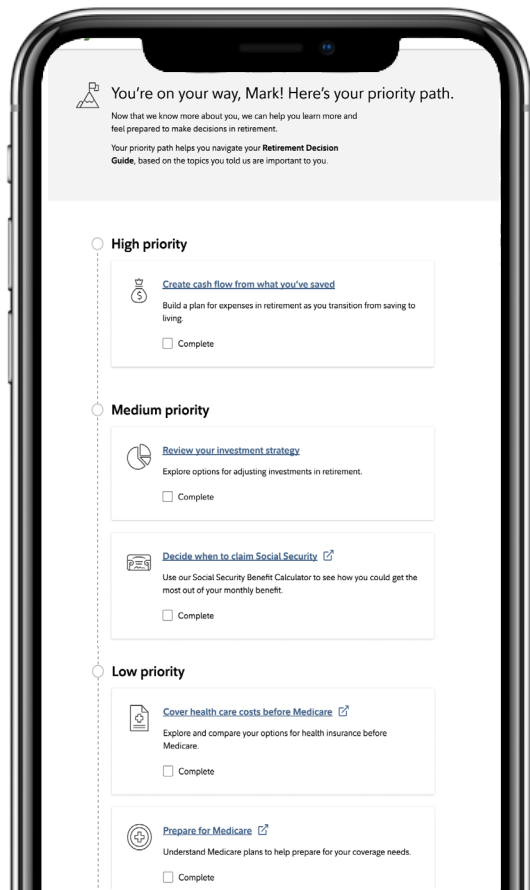 You're on your way, Mark! Here's your priority path.
Now that we know more about you, we can help you learn more and
feel prepared to make decisions in retirement.
Your priority path helps you navigate your Retirement Decision
Guide, based on the topics you told us are important to you.
High priority
Create cash flow from what you've saved
Build a plan for expenses in retirement as you transition from saving to
living.
Complete
Medium priority
Review your investment strategy
Explore options for adjusting investments in retirement.
Complete
Decide when to claim Social Security
Use our Social Security Benefit Calculator to see how you could get the
most out of your monthly benefit.
Complete
Low priority
Cover health care costs before Medicare
Explore and compare your options for health insurance before
Medicare.
Complete
Prepare for Medicare
Understand Medicare plans to help prepare for your coverage needs.
Complete